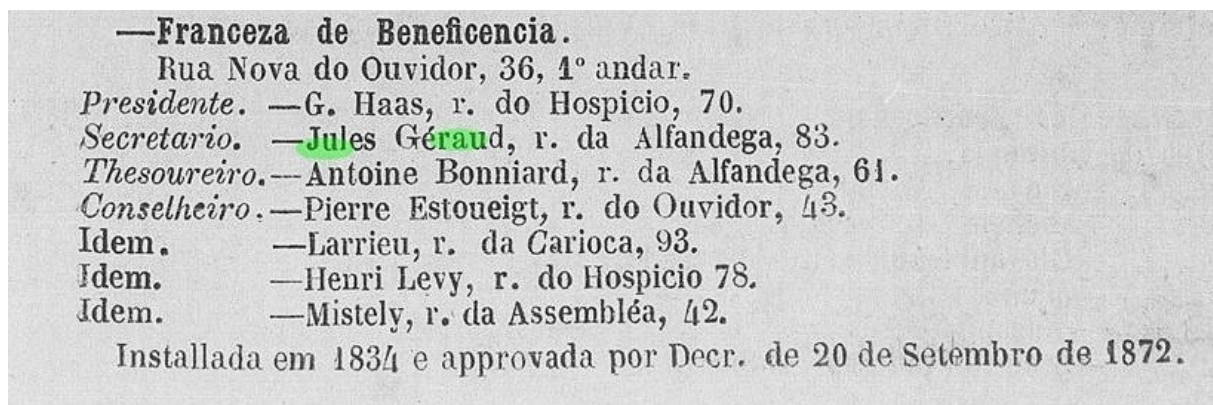 —Franceza de Beneficencia.
Rua Nova do Ouvidor, 36, 1º andar.
Presidente. —G. Haas, r. do Hospicio, 70.
Secretario. —Jules Géraud, r. da Alfandega, 83.
Thesoureiro.—Antoine Bonniard, r. da Alfandega, 61.
Conselheiro.—Pierre Estoueigt, r. do Ouvidor, 43.
Idem. —Larrieu, r. da Carioca, 93.
Idem. —Henri Levy, r. do Hospicio 78.
Idem. —Mistely, r. da Assembléa, 42.
Installada em 1834 e approvada por Decr. de 20 de Setembro de 1872.